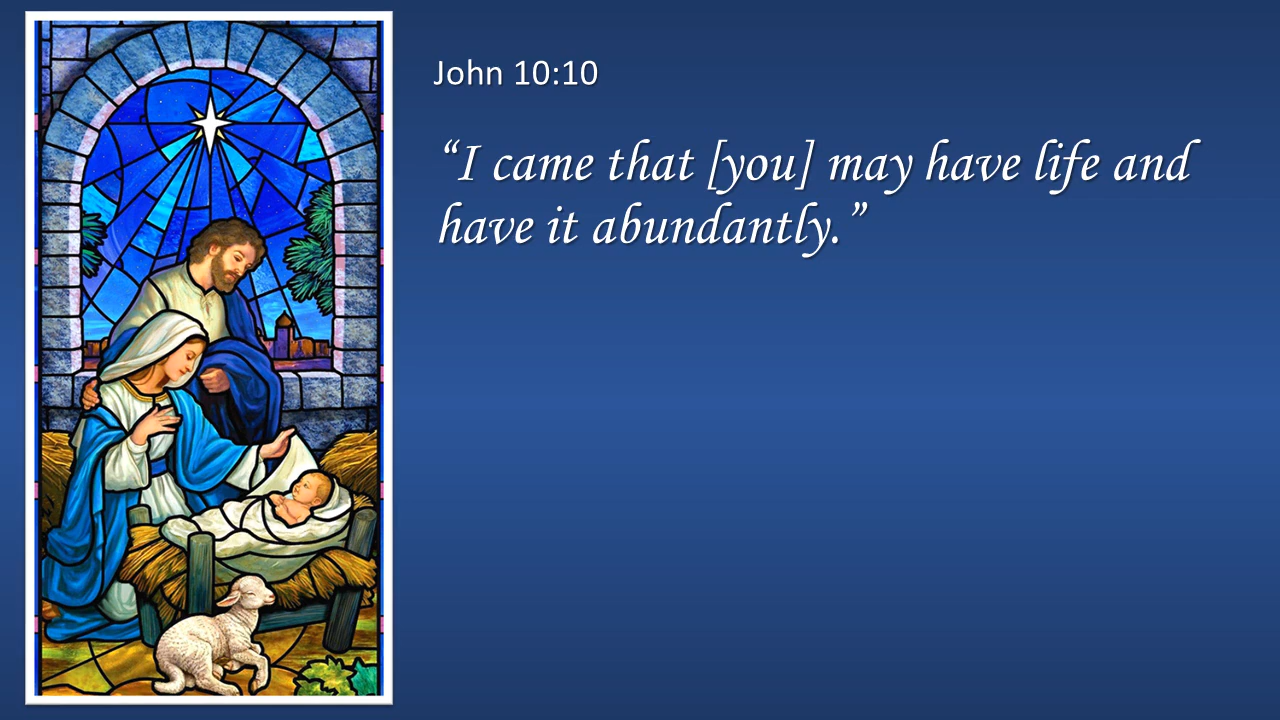 John 10:10
“I came that [you] may have life and
have it abundantly.”